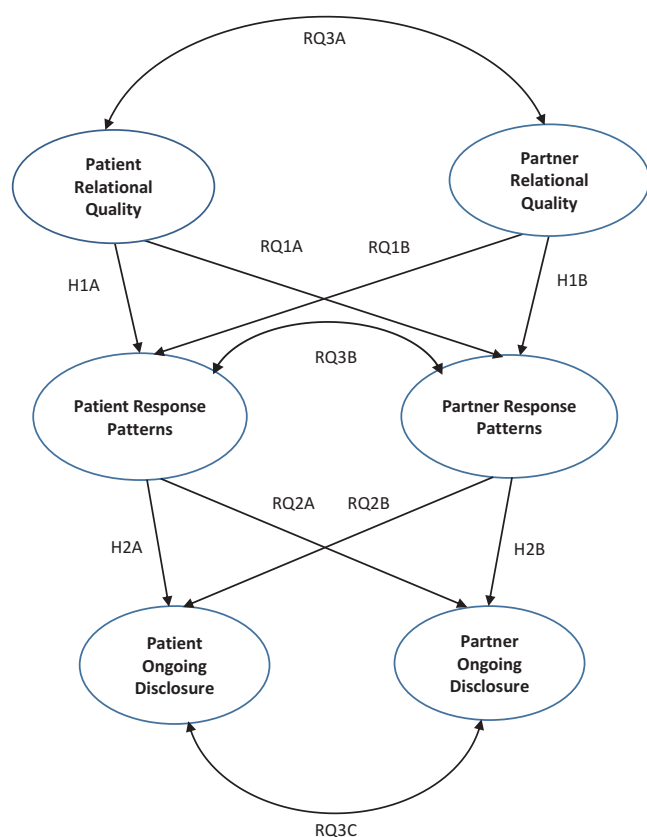 RQ3A
Patient
Relational
Quality
Partner
Relational
Quality
RQ1A
RQ1B
H1A
H1B
RQ3B
Patient Response
Patterns
Partner Response
Patterns
RQ2A
RQ2B
H2A
H2B
Patient
Ongoing
Disclosure
Partner
Ongoing
Disclosure
RQ3C